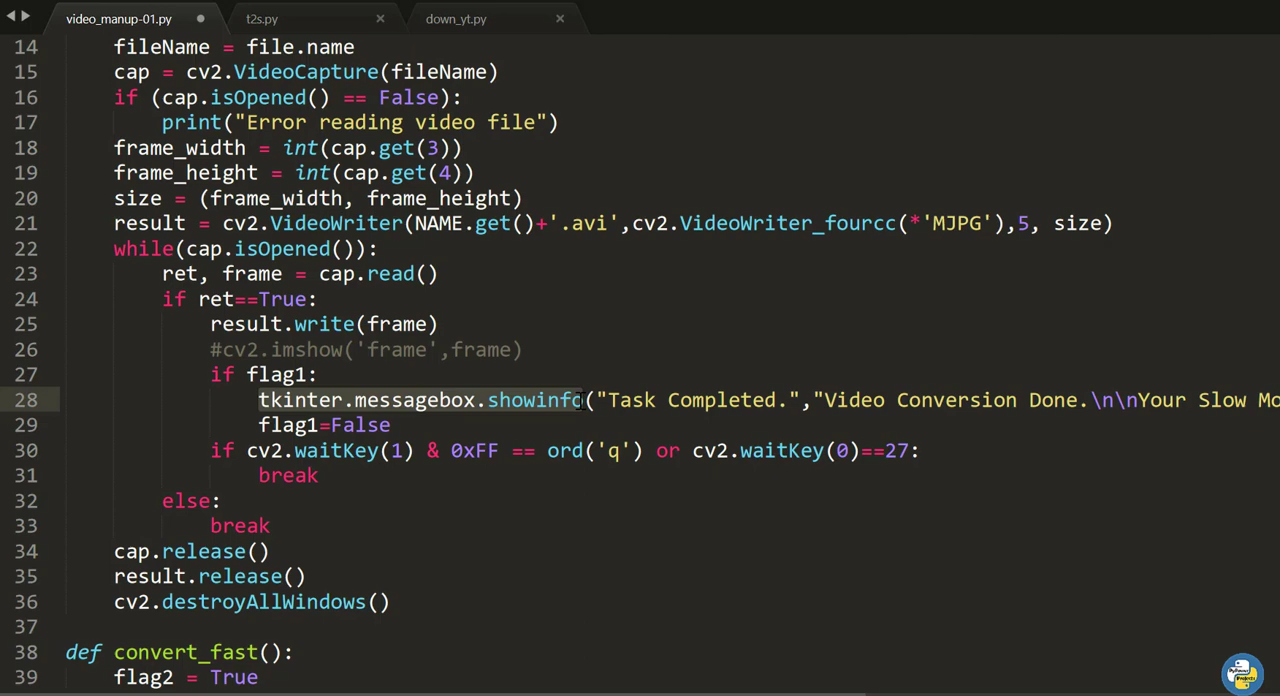 video_manup-01.py
t2s.py
down_yt.py
14 fileName = file.name
15 cap = cv2.VideoCapture(fileName)
16 if (cap.isOpened() == False):
17 print("Error reading video file")
18 frame_width = int(cap.get(3))
19 frame_height = int(cap.get(4))
20 size = (frame_width, frame_height)
21 result = cv2.VideoWriter(NAME.get()+'.avi',cv2.VideoWriter_fourcc(*'MJPG'),5, size)
22 while(cap.isOpened()):
23 ret, frame = cap.read()
24 if ret==True:
25 result.write(frame)
26 #cv2.imshow('frame',frame)
27 if flag1:
28 tkinter.messagebox.showinfo("Task Completed.","Video Conversion Done.\n\nYour Slow Mo
29 flag1=False
30 if cv2.waitKey(1) & 0xFF == ord('q') or cv2.waitKey(0)==27:
31 break
32 else:
33 break
34 cap.release()
35 result.release()
36 cv2.destroyAllWindows()
37
38 def convert_fast():
39 flag2 = True